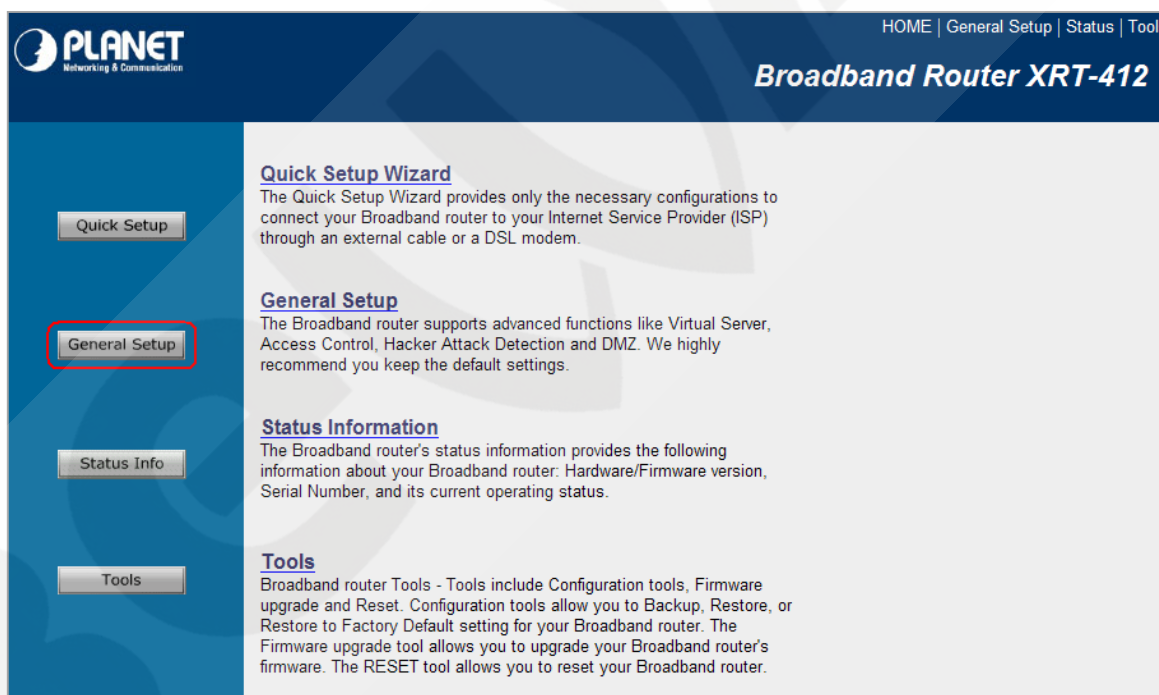 PLANET
Networking & Communication
HOME | General Setup | Status | Tool
Broadband Router XRT-412
Quick Setup
General Setup
Status Info
Tools
Quick Setup Wizard
The Quick Setup Wizard provides only the necessary configurations to
connect your Broadband router to your Internet Service Provider (ISP)
through an external cable or a DSL modem.
General Setup
The Broadband router supports advanced functions like Virtual Server,
Access Control, Hacker Attack Detection and DMZ. We highly
recommend you keep the default settings.
Status Information
The Broadband router's status information provides the following
information about your Broadband router: Hardware/Firmware version,
Serial Number, and its current operating status.
Tools
Broadband router Tools - Tools include Configuration tools, Firmware
upgrade and Reset. Configuration tools allow you to Backup, Restore, or
Restore to Factory Default setting for your Broadband router. The
Firmware upgrade tool allows you to upgrade your Broadband router's
firmware. The RESET tool allows you to reset your Broadband router.